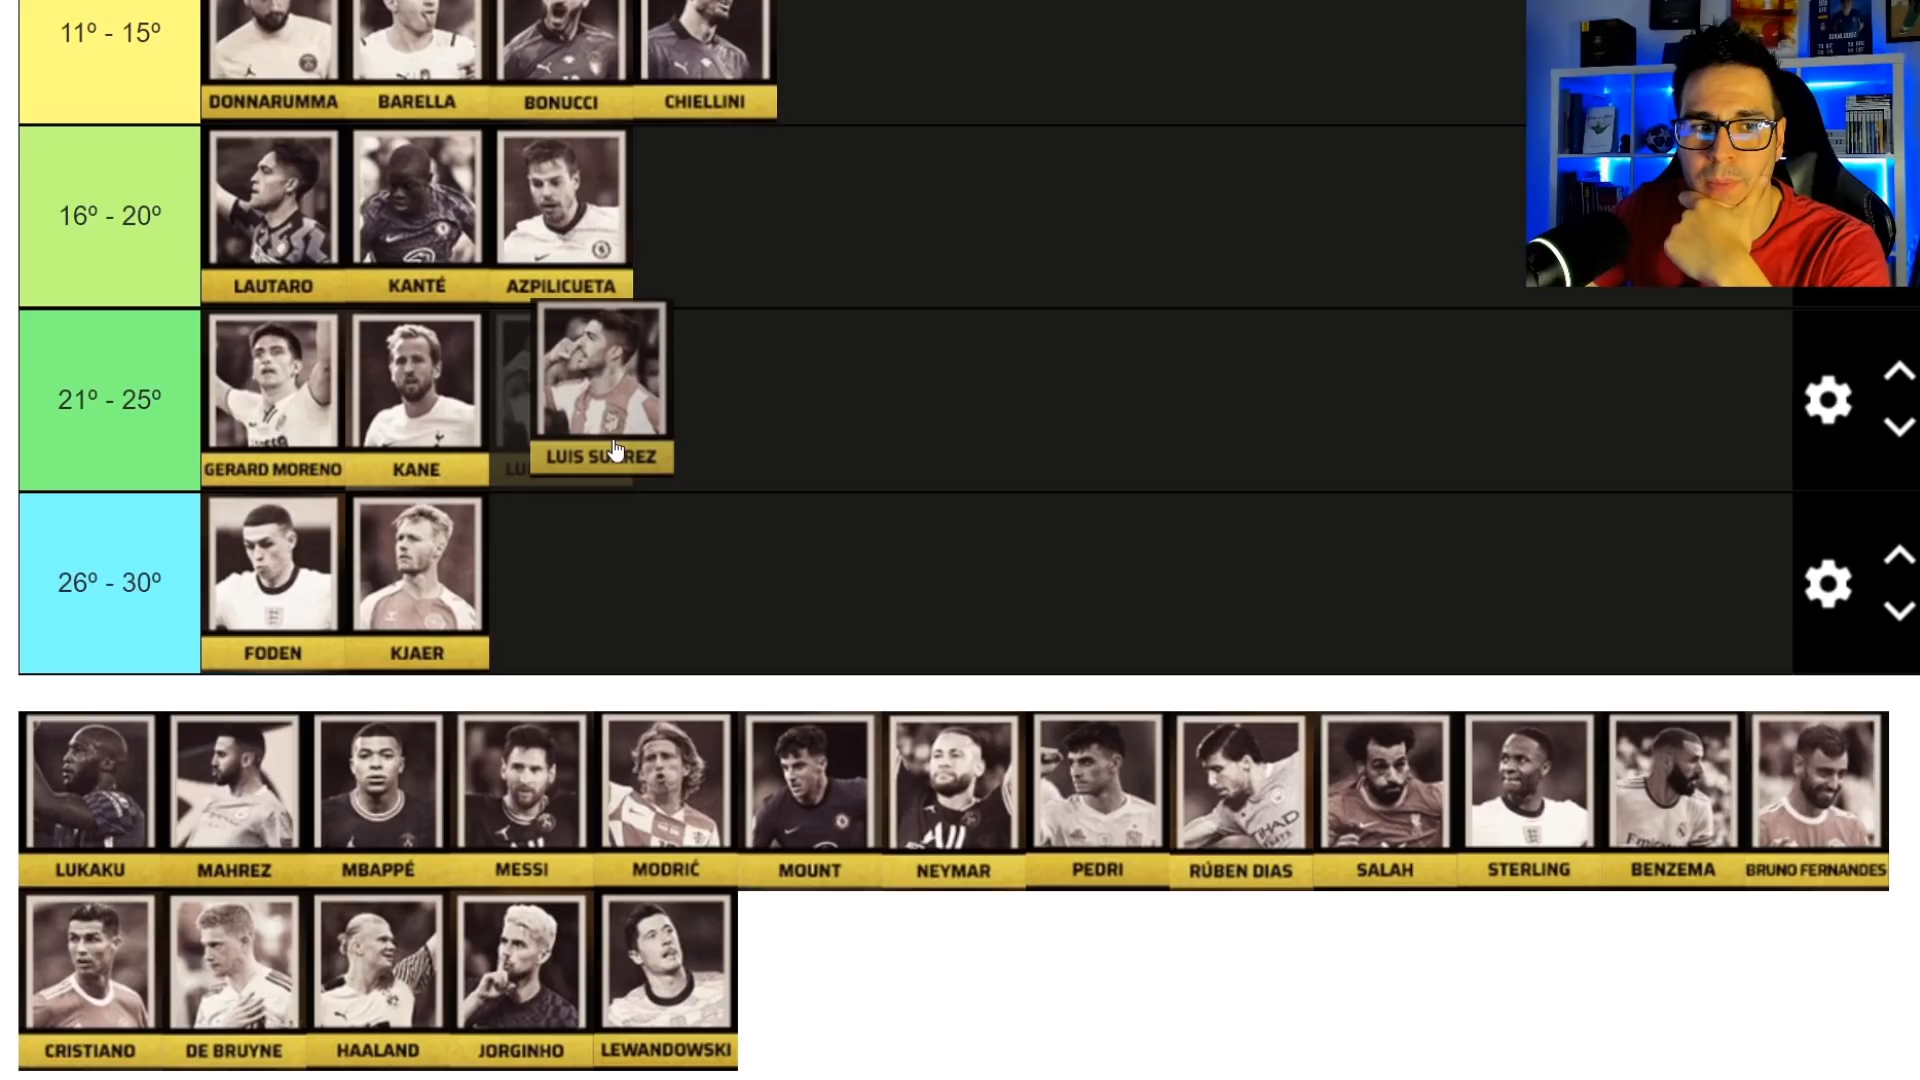 11º - 15º
DONNARUMMA BARELLA BONUCCI CHIELLINI
16º - 20º
LAUTARO KANTÉ AZPILICUETA
21º - 25º
GERARD MORENO KANE LUIS SUÁREZ
26º - 30º
FODEN KJAER
LUKAKU MAHREZ MBAPPÉ MESSI MODRIĆ MOUNT NEYMAR PEDRI RÚBEN DIAS SALAH STERLING BENZEMA BRUNO FERNANDES
CRISTIANO DE BRUYNE HAALAND JORGINHO LEWANDOWSKI